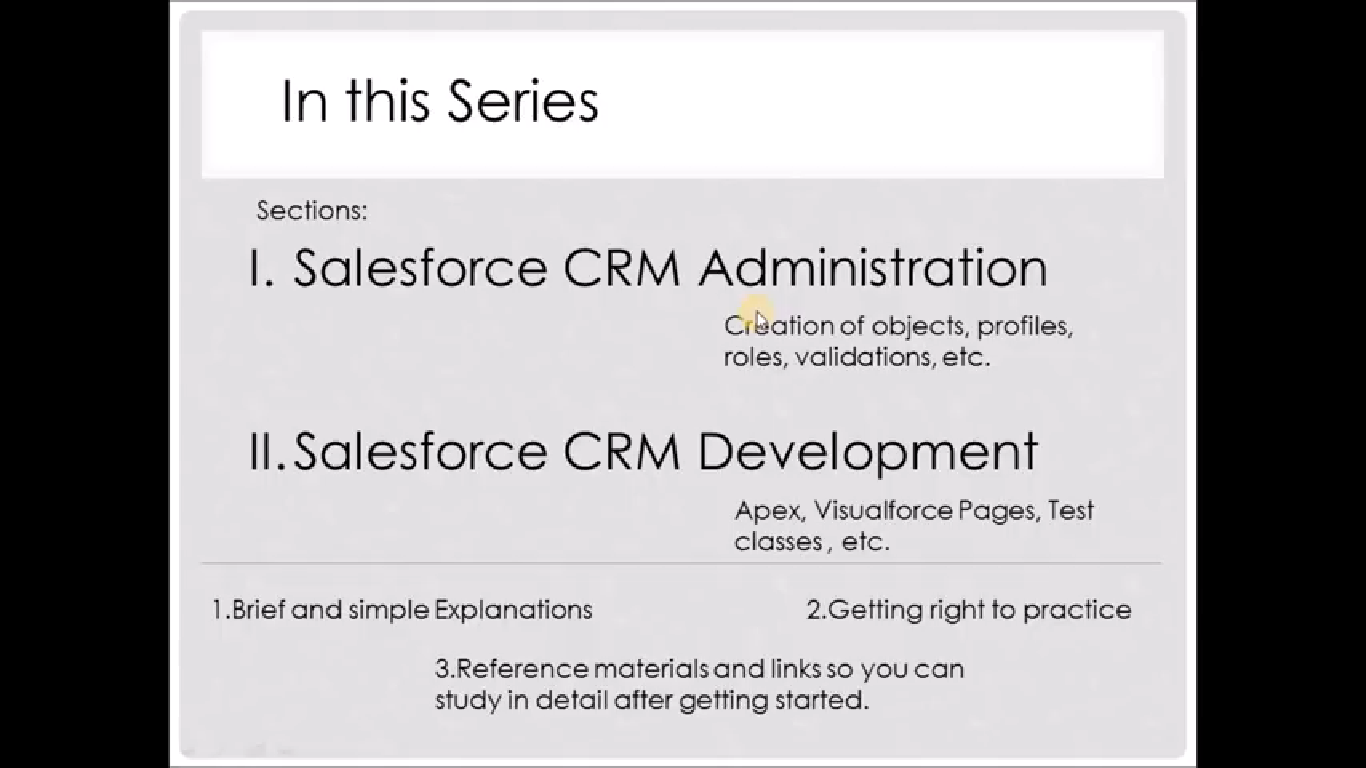 In this Series
Sections:
I. Salesforce CRM Administration
Creation of objects, profiles,
roles, validations, etc.
II. Salesforce CRM Development
Apex, Visualforce Pages, Test
classes , etc.
1.Brief and simple Explanations
2.Getting right to practice
3.Reference materials and links so you can
study in detail after getting started.